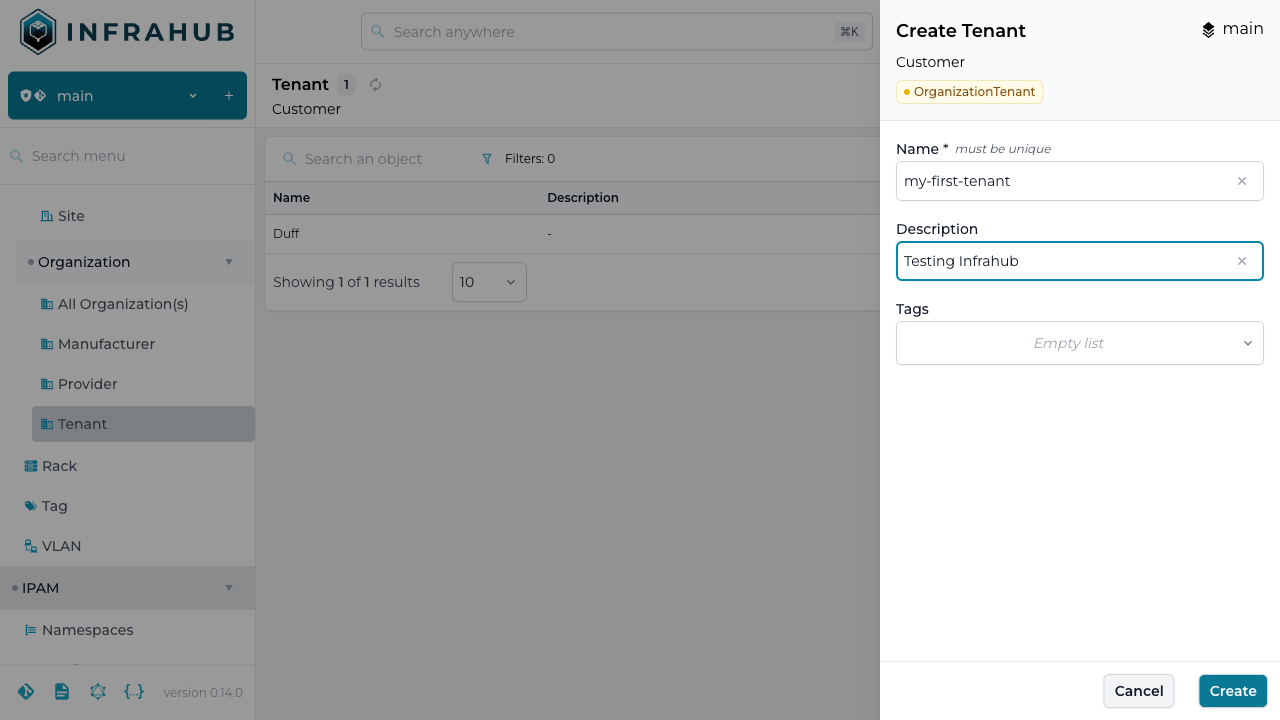 INFRAHUB
main
+
Search menu
Site
Organization
All Organization(s)
Manufacturer
Provider
Tenant
Rack
Tag
VLAN
IPAM
Namespaces
{..}
version 0.14.0
Search anywhere
⌘K
Tenant 1
Customer
Search an object
Filters: 0
Name Description
Duff -
Showing 1 of 1 results 10
Create Tenant
main
Customer
OrganizationTenant
Name * must be unique
my-first-tenant
Description
Testing Infrahub
Tags
Empty list
Cancel Create